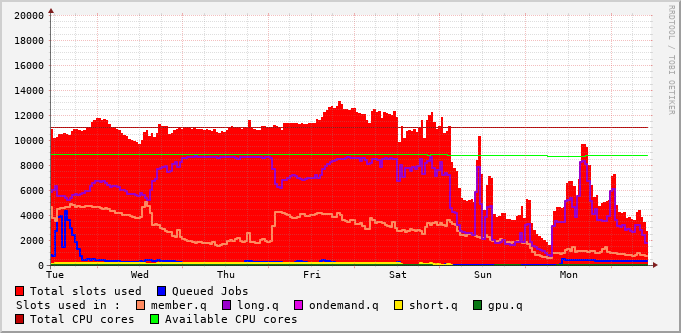 20000
18000
16000
14000
12000
10000
8000
6000
4000
2000
0
Tue Wed Thu Fri Sat Sun Mon
RRDTOOL / TOBI OETIKER
Total slots used Queued Jobs
Slots used in : member.q long.q ondemand.q short.q gpu.q
Total CPU cores Available CPU cores